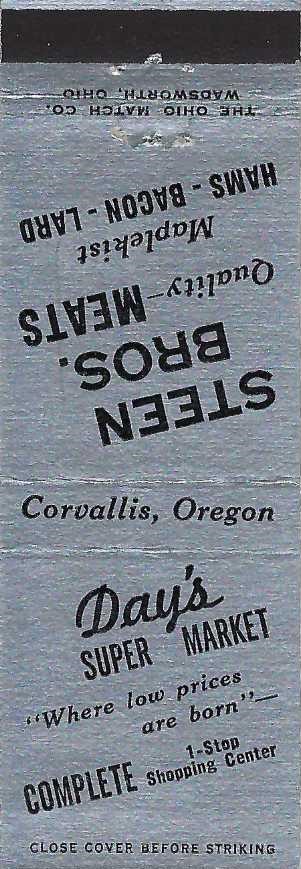 THE OHIO MATCH CO.
WADSWORTH, OHIO
STEEN
BROS.
Quality-MEATS
Maplekist
HAMS - BACON - LARD
Corvallis, Oregon
Day's
SUPER MARKET
"Where low prices
are born"—
COMPLETE 1-Stop
Shopping Center
CLOSE COVER BEFORE STRIKING